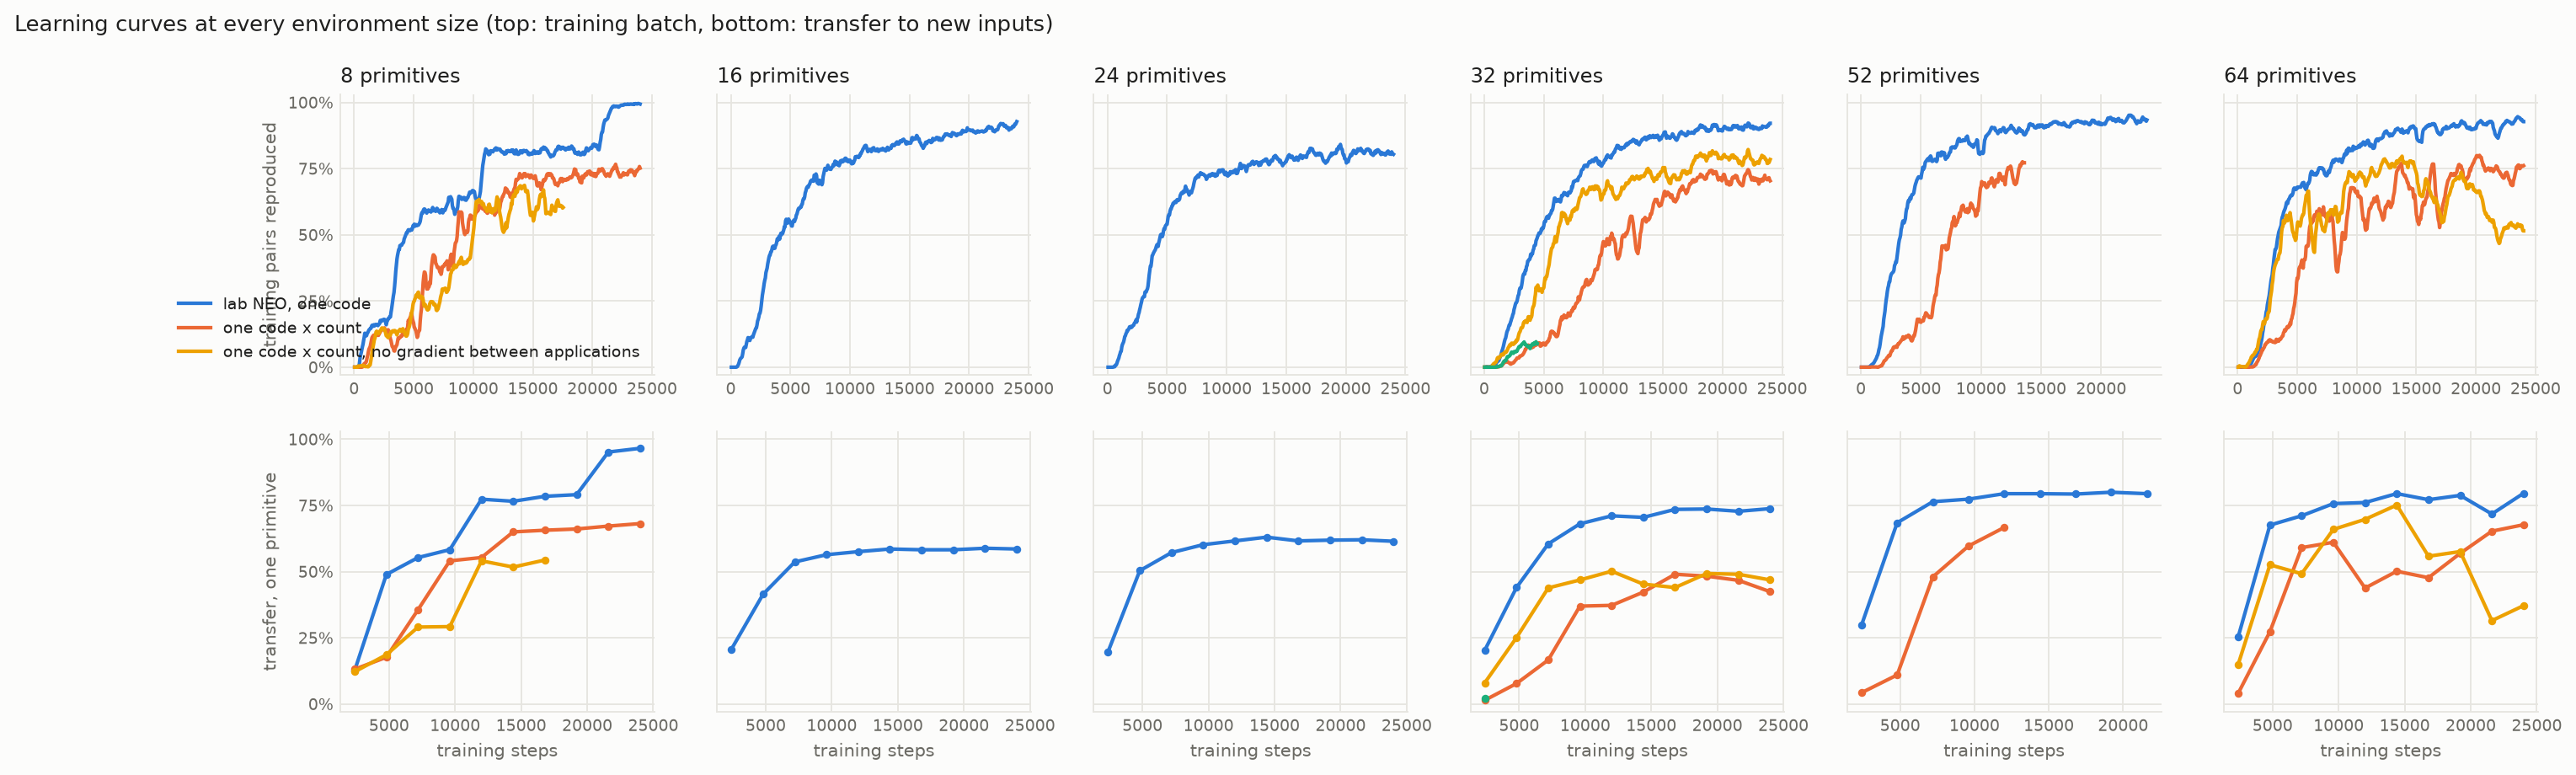 Learning curves at every environment size (top: training batch, bottom: transfer to new inputs)
8 primitives
16 primitives
24 primitives
32 primitives
52 primitives
64 primitives
training pairs reproduced
100%
75%
50%
25%
0%
lab NEO, one code
one code x count
one code x count, no gradient between applications
0 5000 10000 15000 20000 25000
0 5000 10000 15000 20000 25000
0 5000 10000 15000 20000 25000
0 5000 10000 15000 20000 25000
0 5000 10000 15000 20000
0 5000 10000 15000 20000 25000
transfer, one primitive
100%
75%
50%
25%
0%
5000 10000 15000 20000 25000
5000 10000 15000 20000 25000
5000 10000 15000 20000 25000
5000 10000 15000 20000 25000
5000 10000 15000 20000
5000 10000 15000 20000 25000
training steps
training steps
training steps
training steps
training steps
training steps